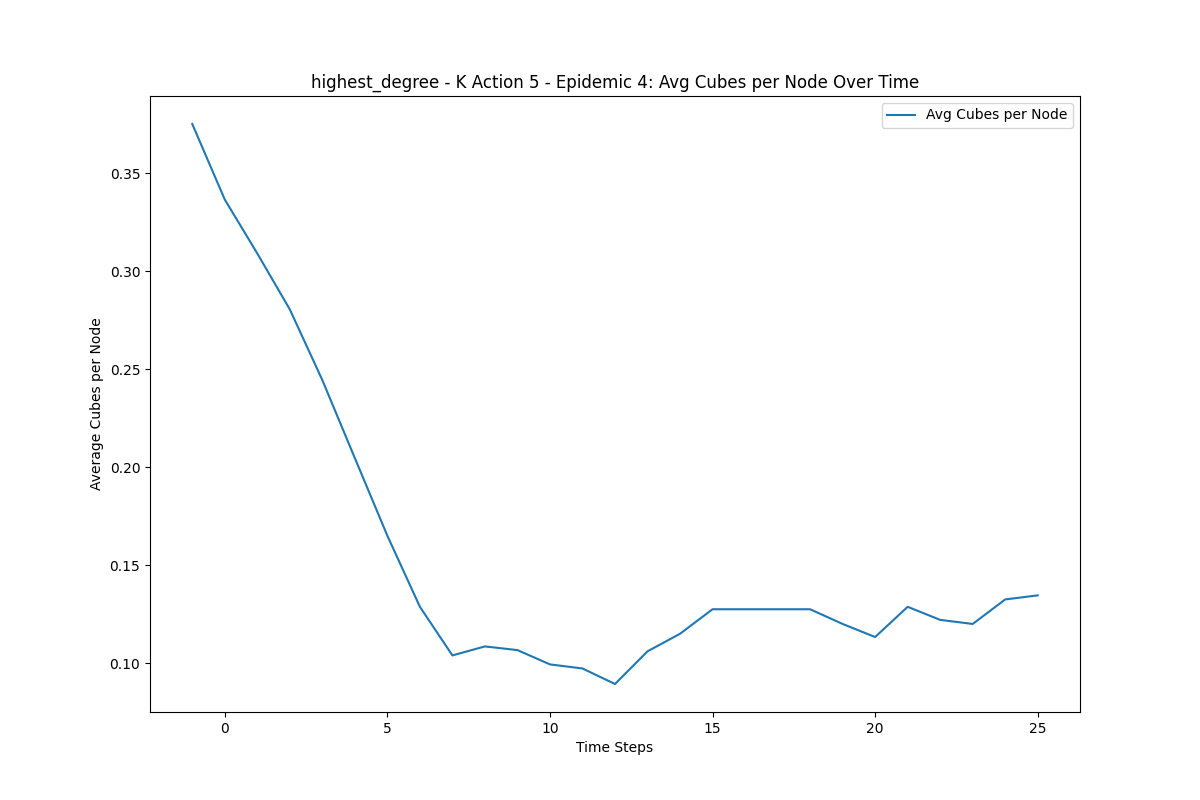 highest_degree - K Action 5 - Epidemic 4: Avg Cubes per Node Over Time
Avg Cubes per Node
0.35
0.30
0.25
0.20
0.15
0.10
Average Cubes per Node
0 5 10 15 20 25
Time Steps